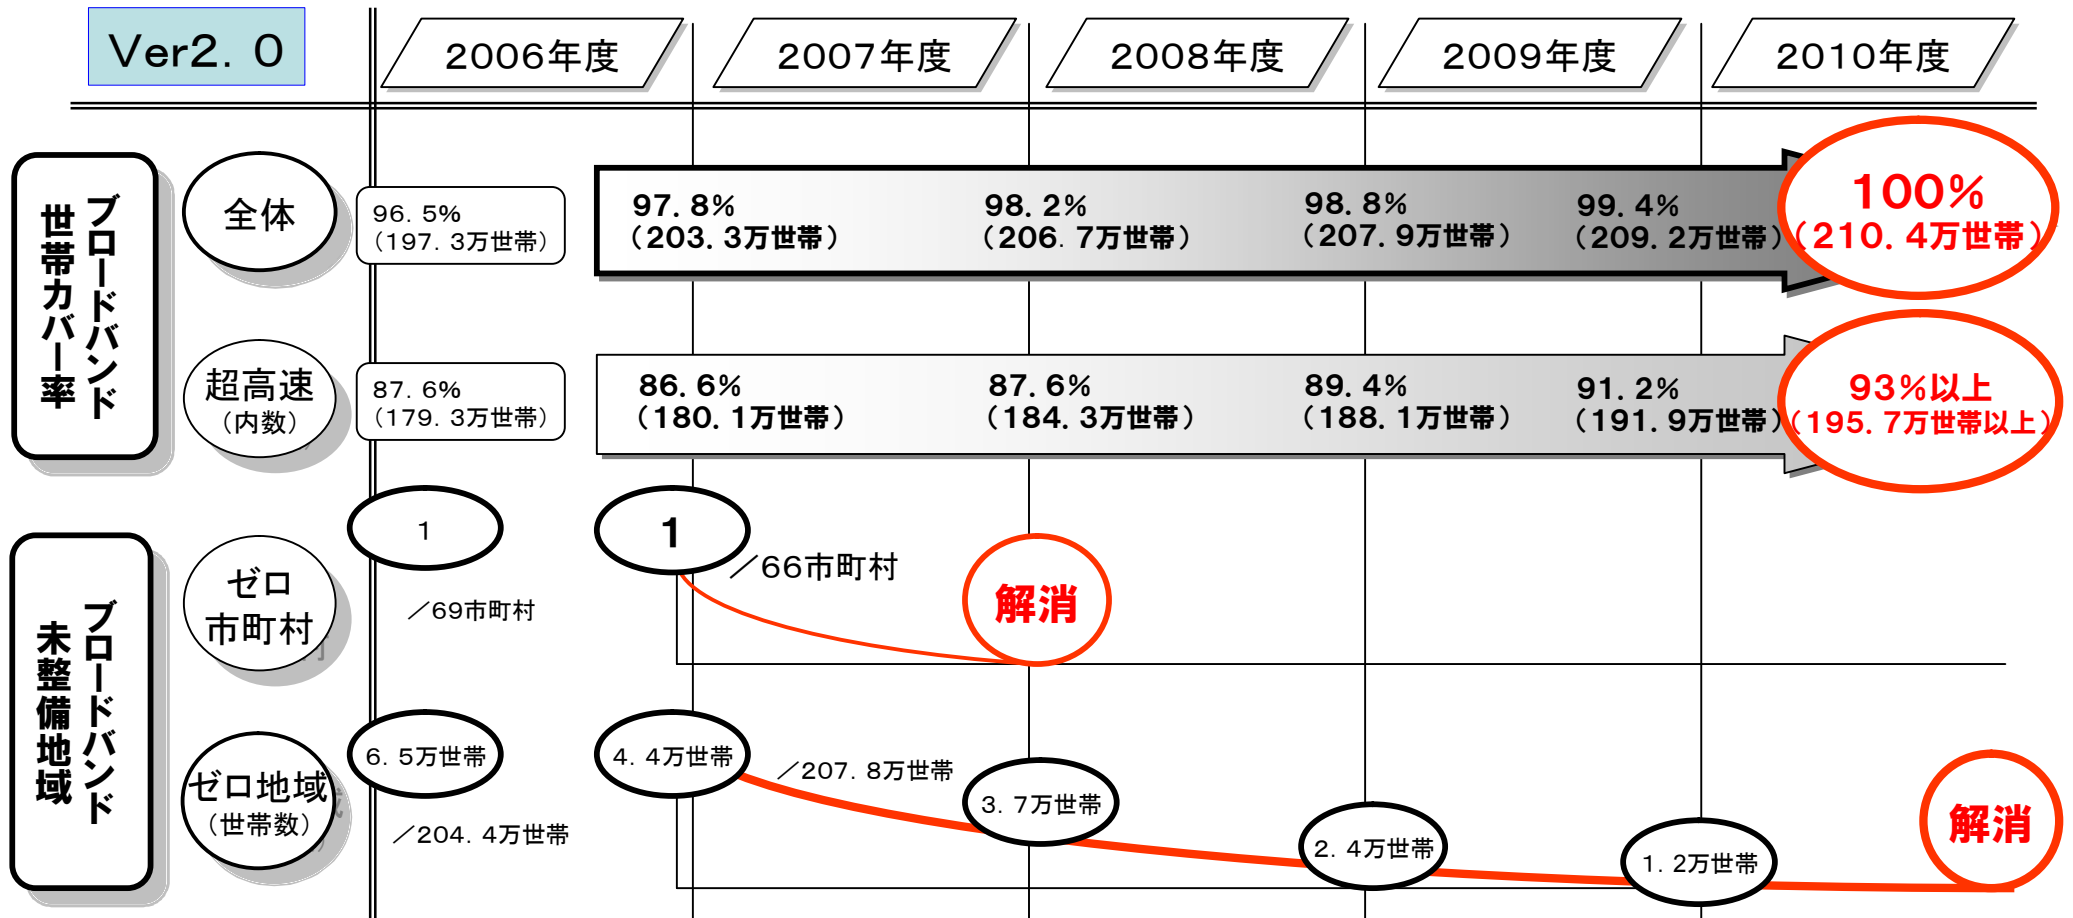 Ver2．0
2006年度
2007年度
2008年度
2009年度
2010年度
ブロードバンド
世帯カバー率
全体
96．5%
（197．3万世帯）
97．8%
（203．3万世帯）
98．2%
（206．7万世帯）
98．8%
（207．9万世帯）
99．4%
（209．2万世帯）
100%
（210．4万世帯）
超高速
（内数）
87．6%
（179．3万世帯）
86．6%
（180．1万世帯）
87．6%
（184．3万世帯）
89．4%
（188．1万世帯）
91．2%
（191．9万世帯）
93%以上
（195．7万世帯以上）
ブロードバンド
未整備地域
ゼロ
市町村
1
／69市町村
1
／66市町村
解消
ゼロ地域
（世帯数）
6．5万世帯
／204．4万世帯
4．4万世帯
／207．8万世帯
3．7万世帯
2．4万世帯
1．2万世帯
解消